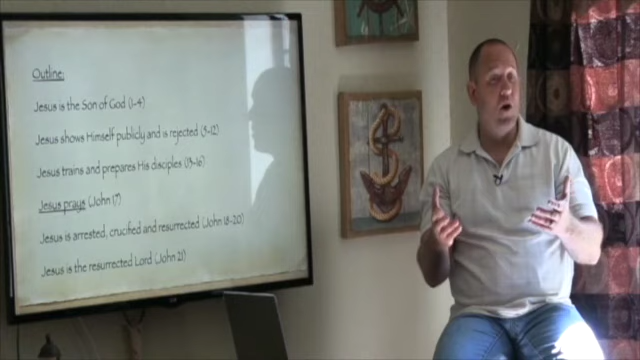 Outline:
Jesus is the Son of God (1-4)
Jesus shows Himself publicly and is rejected (5-12)
Jesus trains and prepares His disciples (13-16)
Jesus prays (John 17)
Jesus is arrested, crucified and resurrected (John 18-20)
Jesus is the resurrected Lord (John 21)